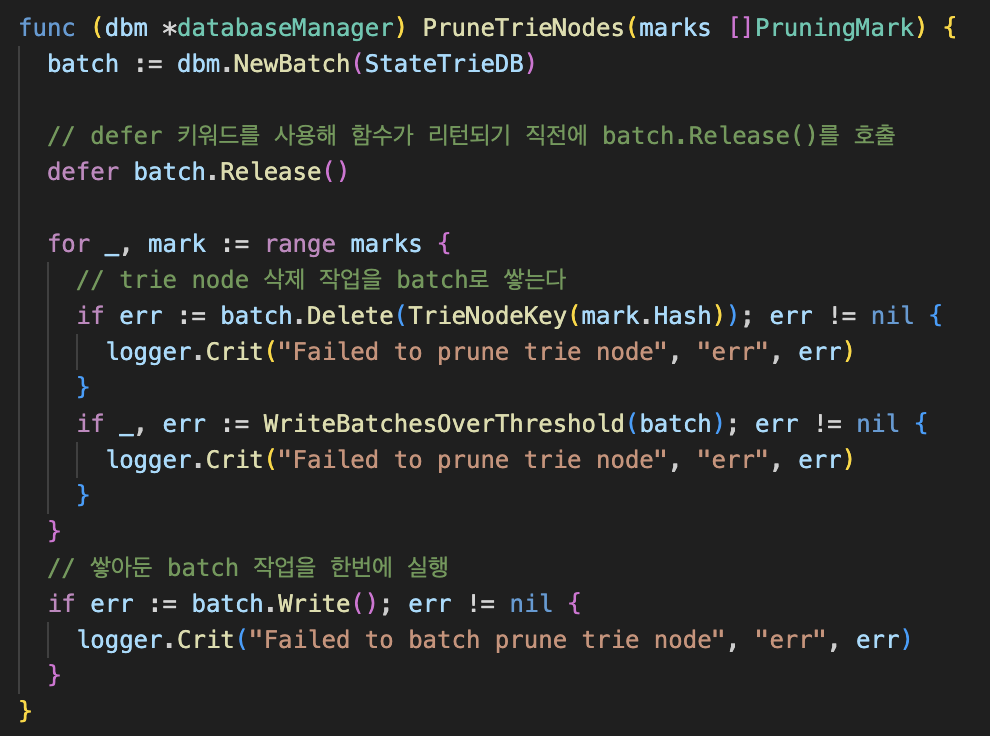 func (dbm *databaseManager) PruneTrieNodes(marks []PruningMark) {
batch := dbm.NewBatch(StateTrieDB)
// defer 키워드를 사용해 함수가 리턴되기 직전에 batch.Release()를 호출
defer batch.Release()
for _, mark := range marks {
// trie node 삭제 작업을 batch로 쌓는다
if err := batch.Delete(TrieNodeKey(mark.Hash)); err != nil {
logger.Crit("Failed to prune trie node", "err", err)
}
if _, err := WriteBatchesOverThreshold(batch); err != nil {
logger.Crit("Failed to prune trie node", "err", err)
}
}
// 쌓아둔 batch 작업을 한번에 실행
if err := batch.Write(); err != nil {
logger.Crit("Failed to batch prune trie node", "err", err)
}
}